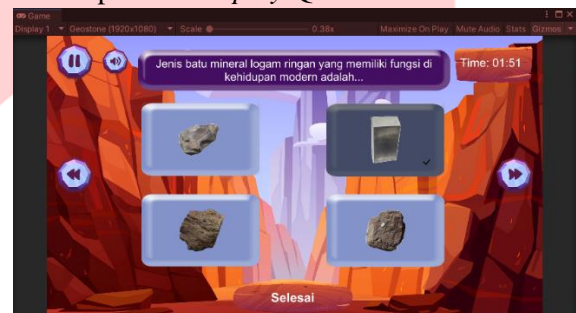 Game
Display 1 Geostone (1920x1080) Scale 0.38x Maximize On Play Mute Audio Stats Gizmos
Jenis batu mineral logam ringan yang memiliki fungsi di
kehidupan modern adalah...
Time: 01:51
Selesai